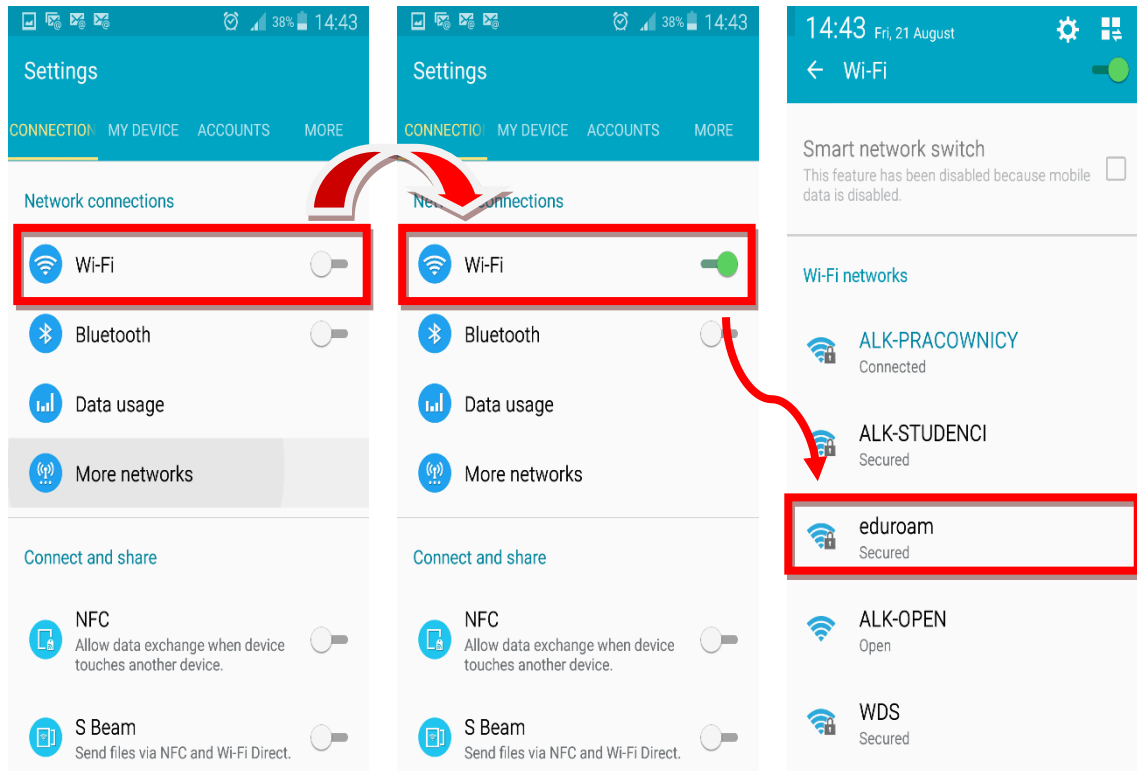 38% 14:43
Settings
CONNECTION MY DEVICE ACCOUNTS MORE
Network connections
Wi-Fi
Bluetooth
Data usage
More networks
Connect and share
NFC
Allow data exchange when device
touches another device.
S Beam
Send files via NFC and Wi-Fi Direct.
38% 14:43
Settings
CONNECTIO MY DEVICE ACCOUNTS MORE
connections
Wi-Fi
Bluetooth
Data usage
More networks
Connect and share
NFC
Allow data exchange when device
touches another device.
S Beam
Send files via NFC and Wi-Fi Direct.
14:43 Fri, 21 August
Wi-Fi
Smart network switch
This feature has been disabled because mobile
data is disabled.
Wi-Fi networks
ALK-PRACOWNICY
Connected
ALK-STUDENCI
Secured
eduroam
Secured
ALK-OPEN
Open
WDS
Secured